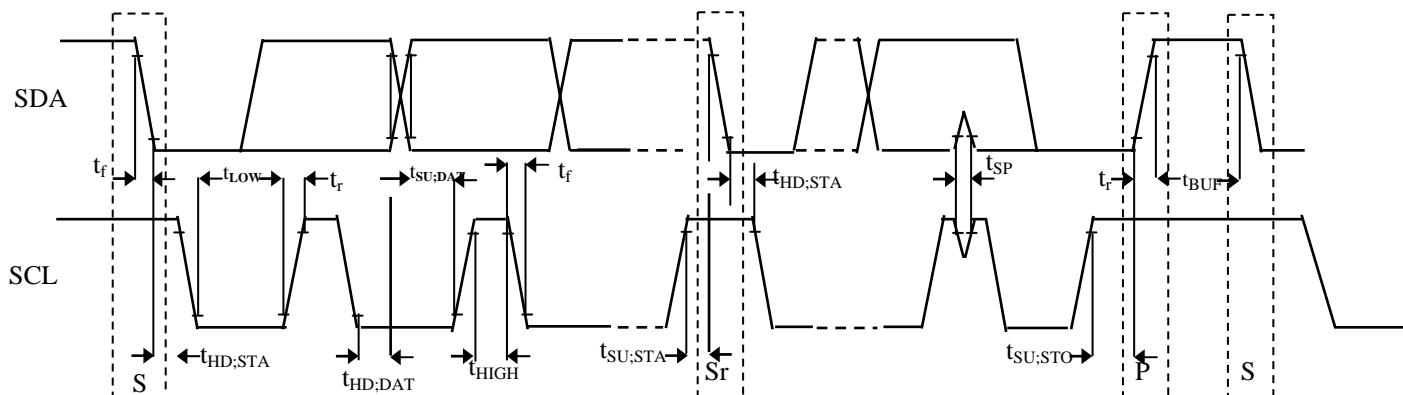 SDA
t_f t_LOW t_r t_SU;DAT t_f t_HD;STA t_SP t_r t_BUF
SCL
t_HD;STA t_HD;DAT t_HIGH t_SU;STA t_SU;STO
S Sr P S